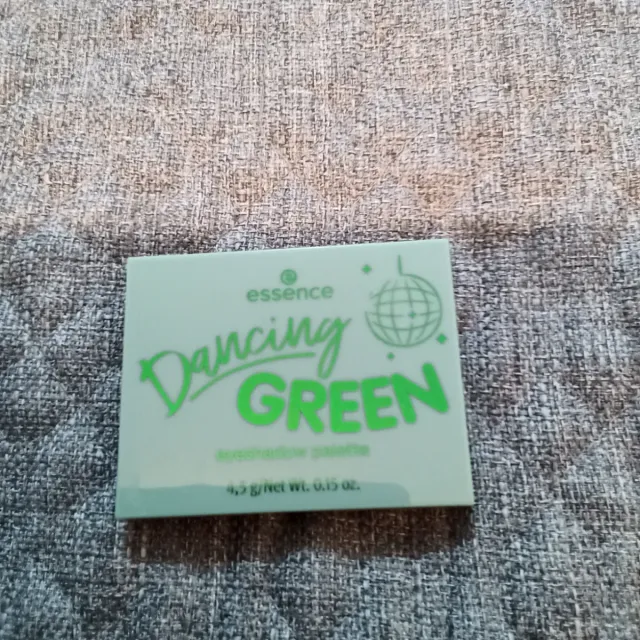 essence
Dancing
GREEN
eyeshadow palette
4,5 g/Net Wt. 0.15 oz.